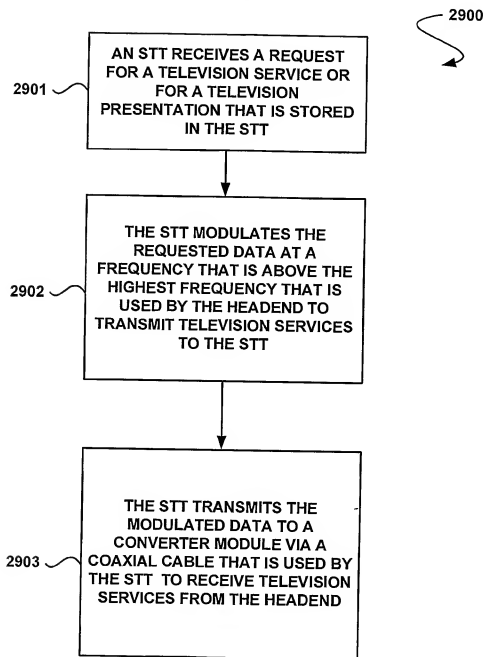 2900
2901
AN STT RECEIVES A REQUEST
FOR A TELEVISION SERVICE OR
FOR A TELEVISION
PRESENTATION THAT IS STORED
IN THE STT
2902
THE STT MODULATES THE
REQUESTED DATA AT A
FREQUENCY THAT IS ABOVE THE
HIGHEST FREQUENCY THAT IS
USED BY THE HEADEND TO
TRANSMIT TELEVISION SERVICES
TO THE STT
2903
THE STT TRANSMITS THE
MODULATED DATA TO A
CONVERTER MODULE VIA A
COAXIAL CABLE THAT IS USED BY
THE STT TO RECEIVE TELEVISION
SERVICES FROM THE HEADEND